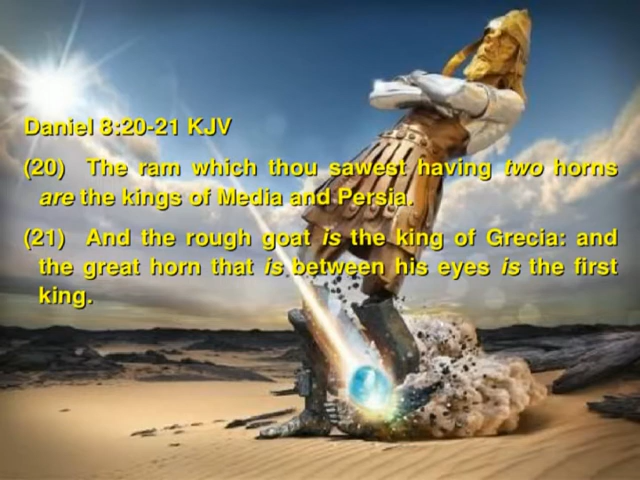 Daniel 8:20-21 KJV
(20) The ram which thou sawest having two horns
are the kings of Media and Persia.
(21) And the rough goat is the king of Grecia: and
the great horn that is between his eyes is the first
king.